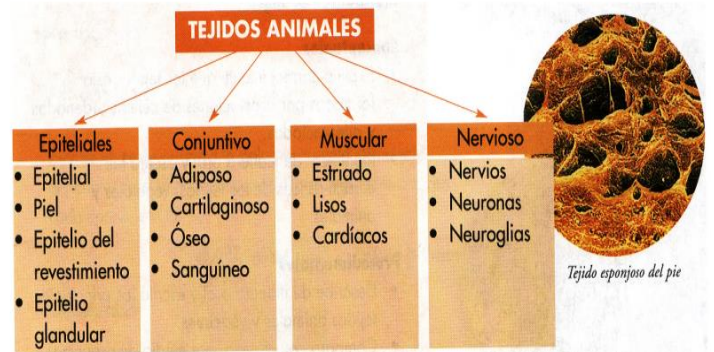 TEJIDOS ANIMALES
Epiteliales
• Epitelial
• Piel
• Epitelio del
revestimiento
• Epitelio
glandular
Conjuntivo
• Adiposo
• Cartilaginoso
• Óseo
• Sanguíneo
Muscular
• Estriado
• Lisos
• Cardíacos
Nervioso
• Nervios
• Neuronas
• Neuroglias
Tejido esponjoso del pie